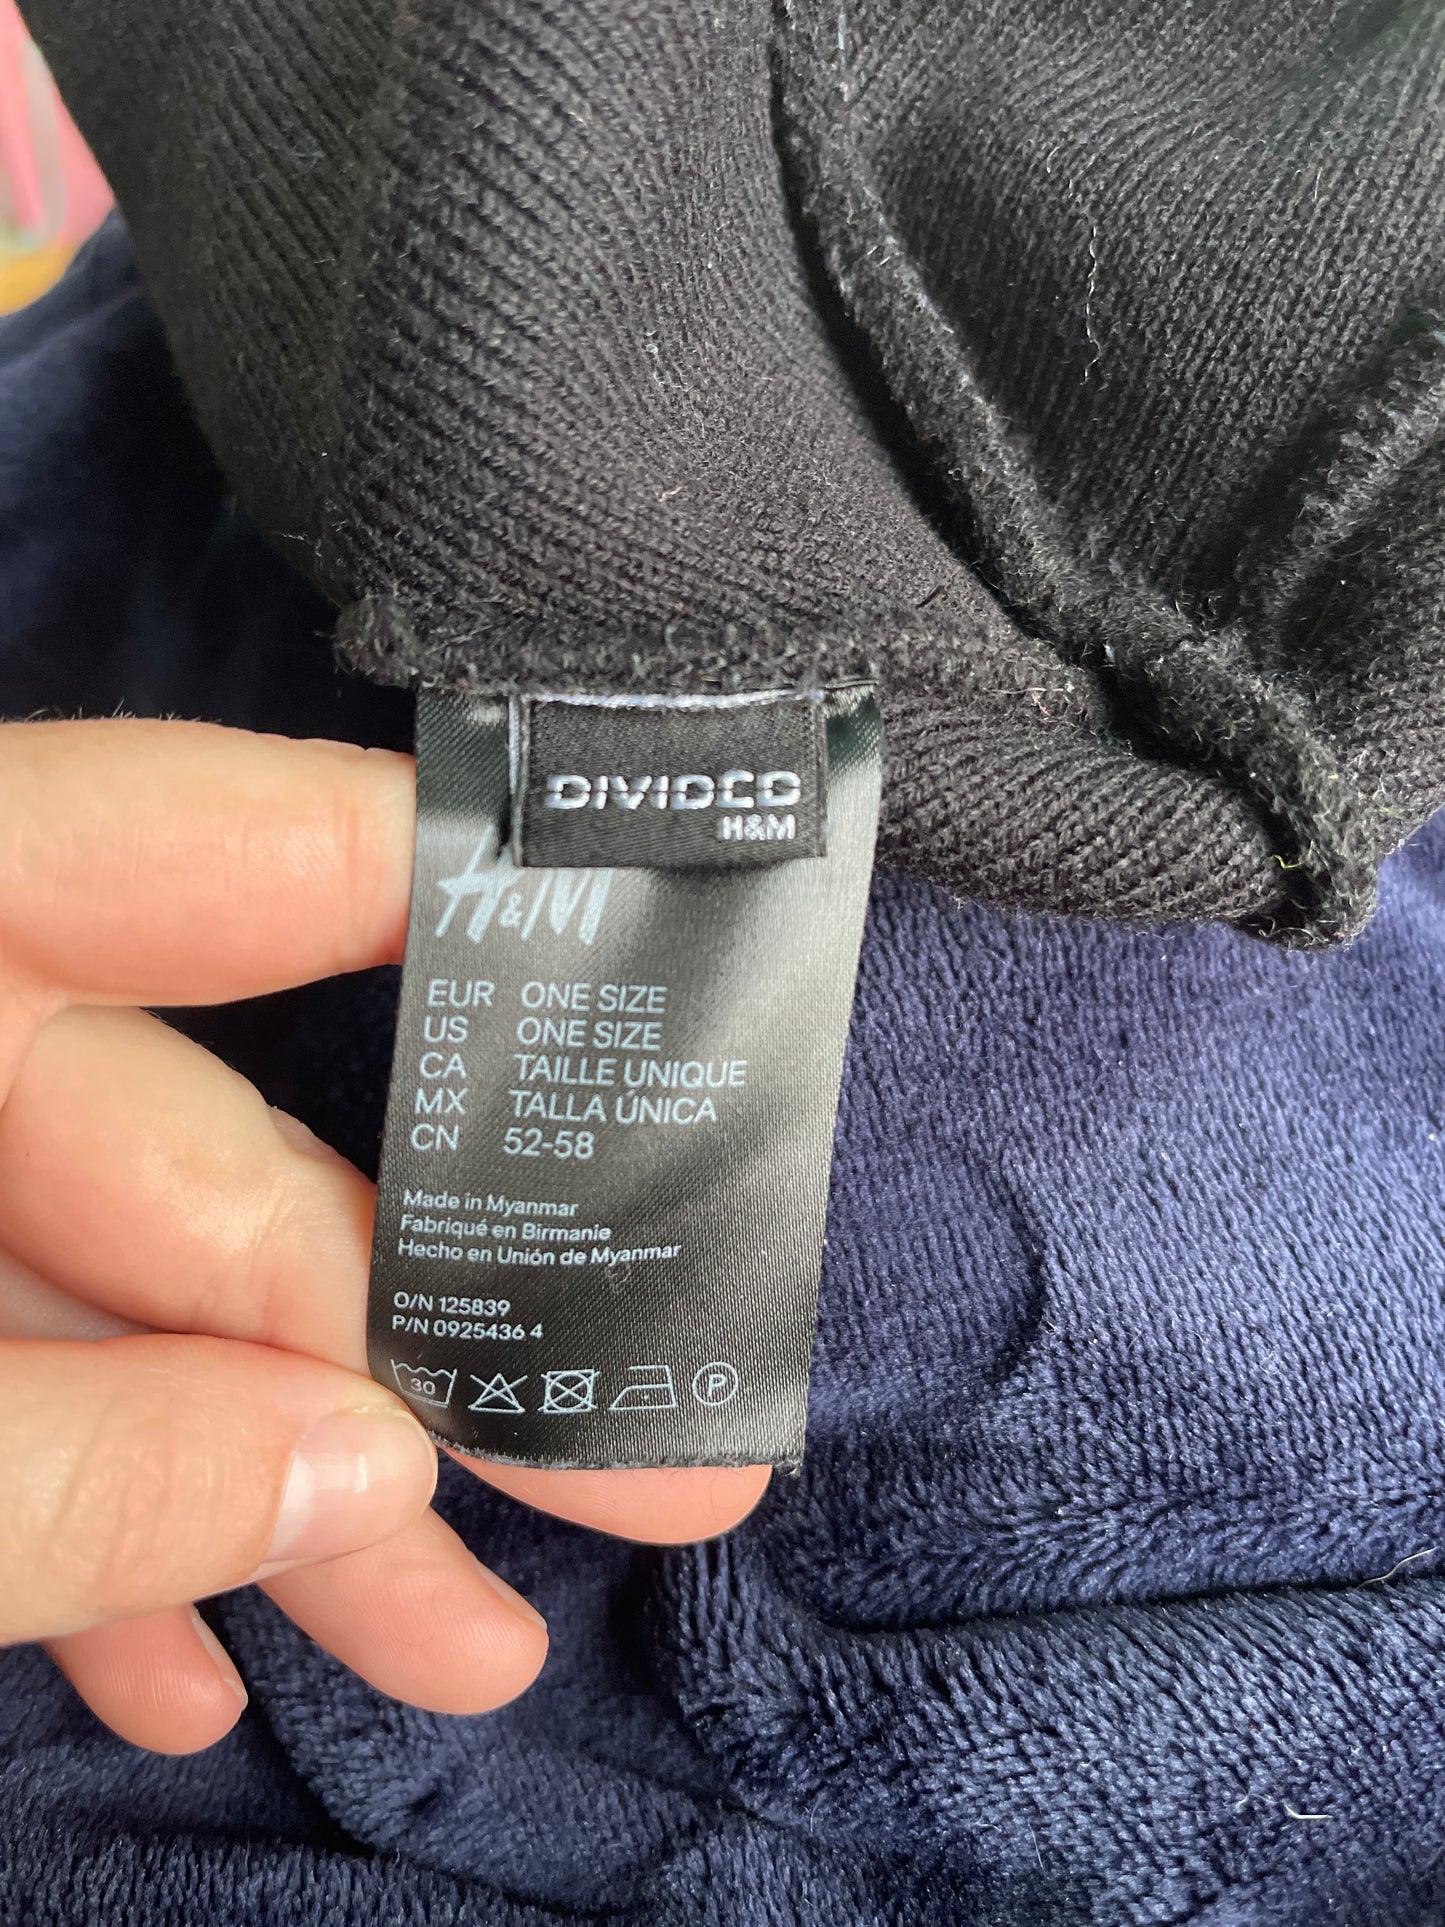 DIVIDED
H&M
H&M
EUR ONE SIZE
US ONE SIZE
CA TAILLE UNIQUE
MX TALLA ÚNICA
CN 52-58
Made in Myanmar
Fabriqué en Birmanie
Hecho en Unión de Myanmar
O/N 125839
P/N 0925436 4
30 P